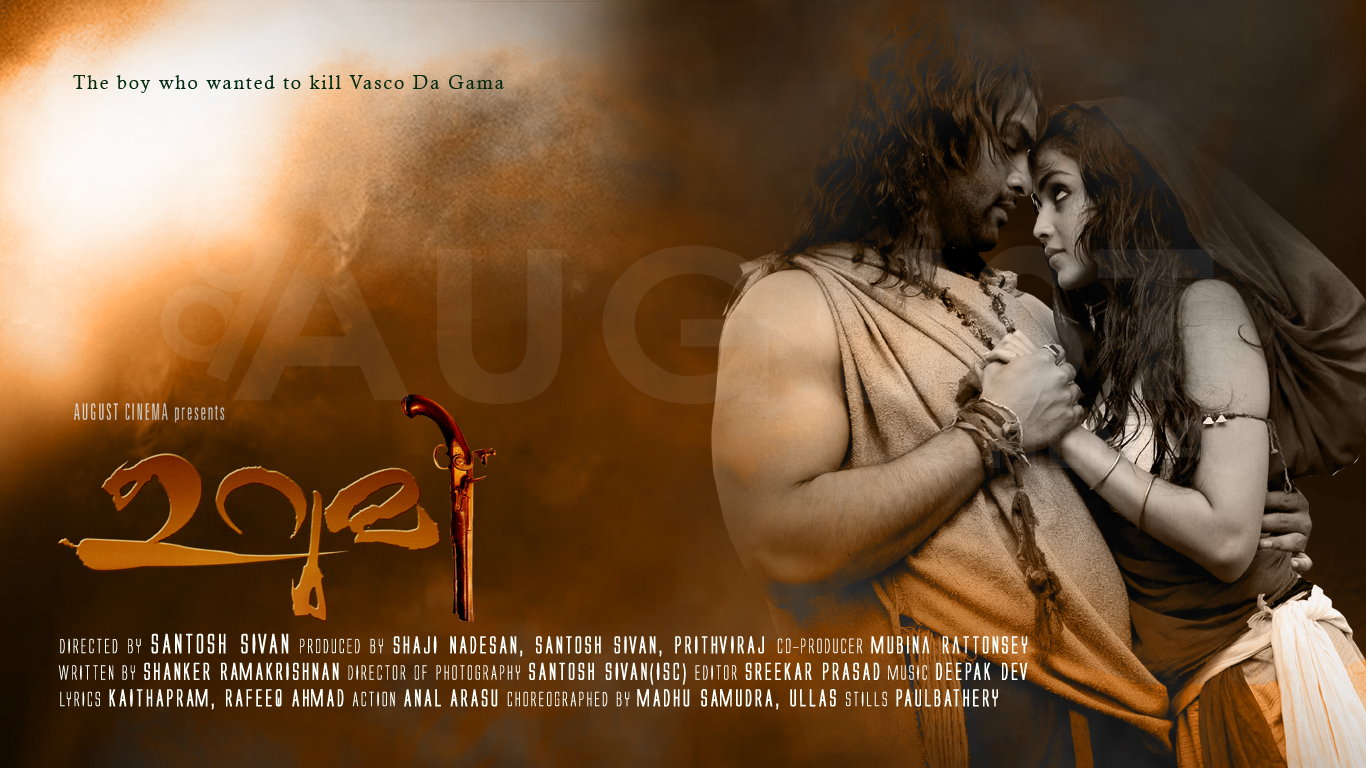 The boy who wanted to kill Vasco Da Gama
AUGUST
AUGUST CINEMA presents
ഉറുമി
DIRECTED BY SANTOSH SIVAN PRODUCED BY SHAJI NADESAN, SANTOSH SIVAN, PRITHVIRAJ CO-PRODUCER MUBINA RATTONSEY
WRITTEN BY SHANKER RAMAKRISHNAN DIRECTOR OF PHOTOGRAPHY SANTOSH SIVAN(ISC) EDITOR SREEKAR PRASAD MUSIC DEEPAK DEV
LYRICS KAITHAPRAM, RAFEEQ AHMAD ACTION ANAL ARASU CHOREOGRAPHED BY MADHU SAMUDRA, ULLAS STILLS PAULBATHERY